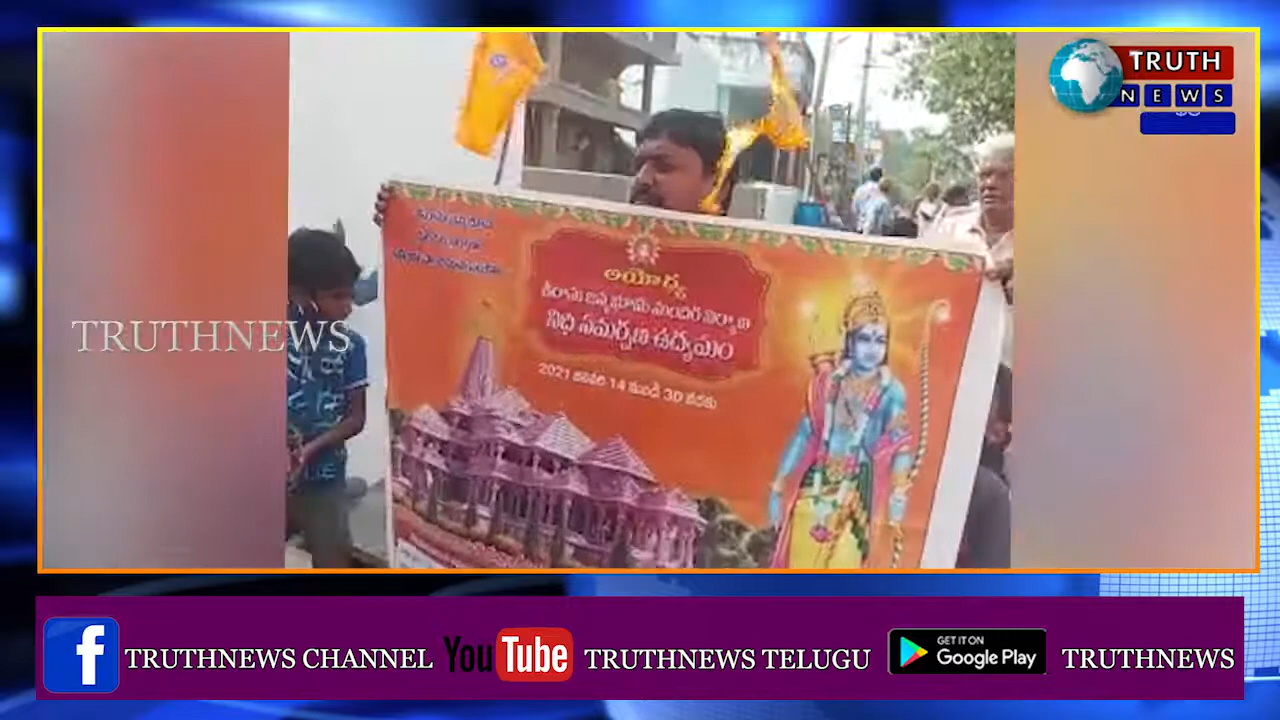 TRUTH
NEWS
అయోధ్య
శ్రీరామ జన్మభూమి మందిర నిర్మాణ
నిధి సమర్పణ ఉద్యమం
2021 జనవరి 14 నుండి 30 వరకు
TRUTHNEWS
TRUTHNEWS CHANNEL
YouTube
TRUTHNEWS TELUGU
GET IT ON
Google Play
TRUTHNEWS